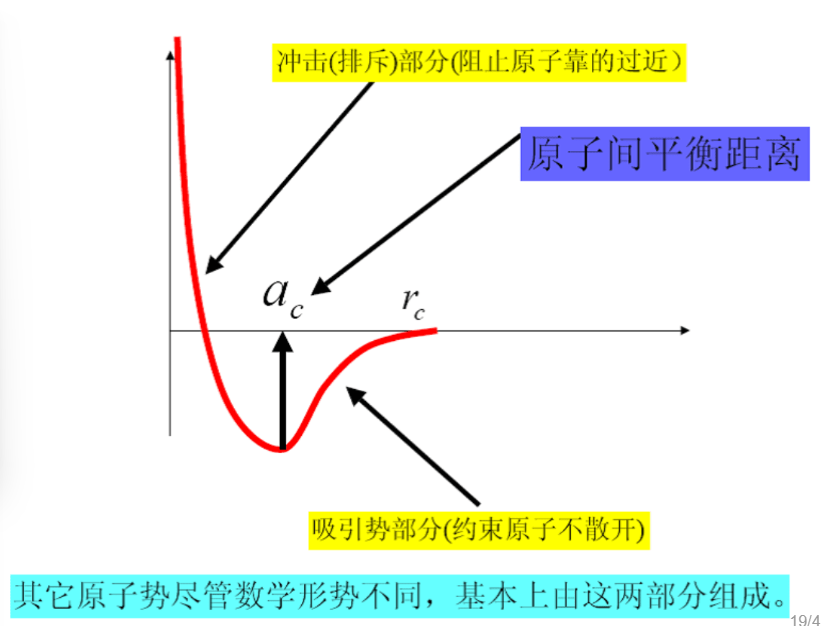 冲击(排斥)部分(阻止原子靠的过近）
原子间平衡距离
a_c
r_c
吸引势部分(约束原子不散开)
其它原子势尽管数学形势不同，基本上由这两部分组成。
19/4